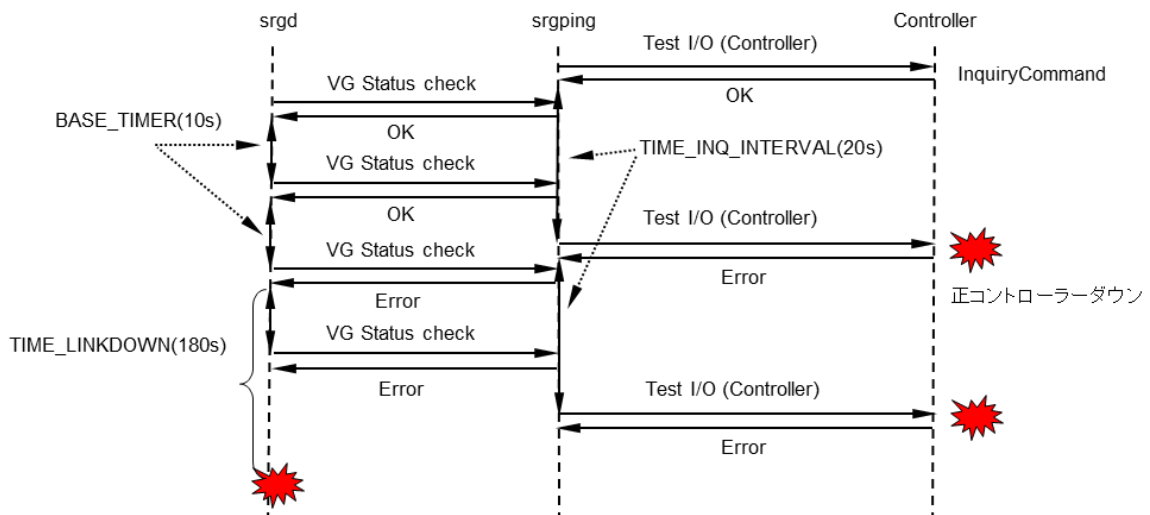 srgd
srgping
Controller
Test I/O (Controller)
InquiryCommand
VG Status check
OK
BASE_TIMER(10s)
OK
TIME_INQ_INTERVAL(20s)
VG Status check
OK
Test I/O (Controller)
VG Status check
Error
正コントローラーダウン
Error
VG Status check
TIME_LINKDOWN(180s)
Error
Test I/O (Controller)
Error